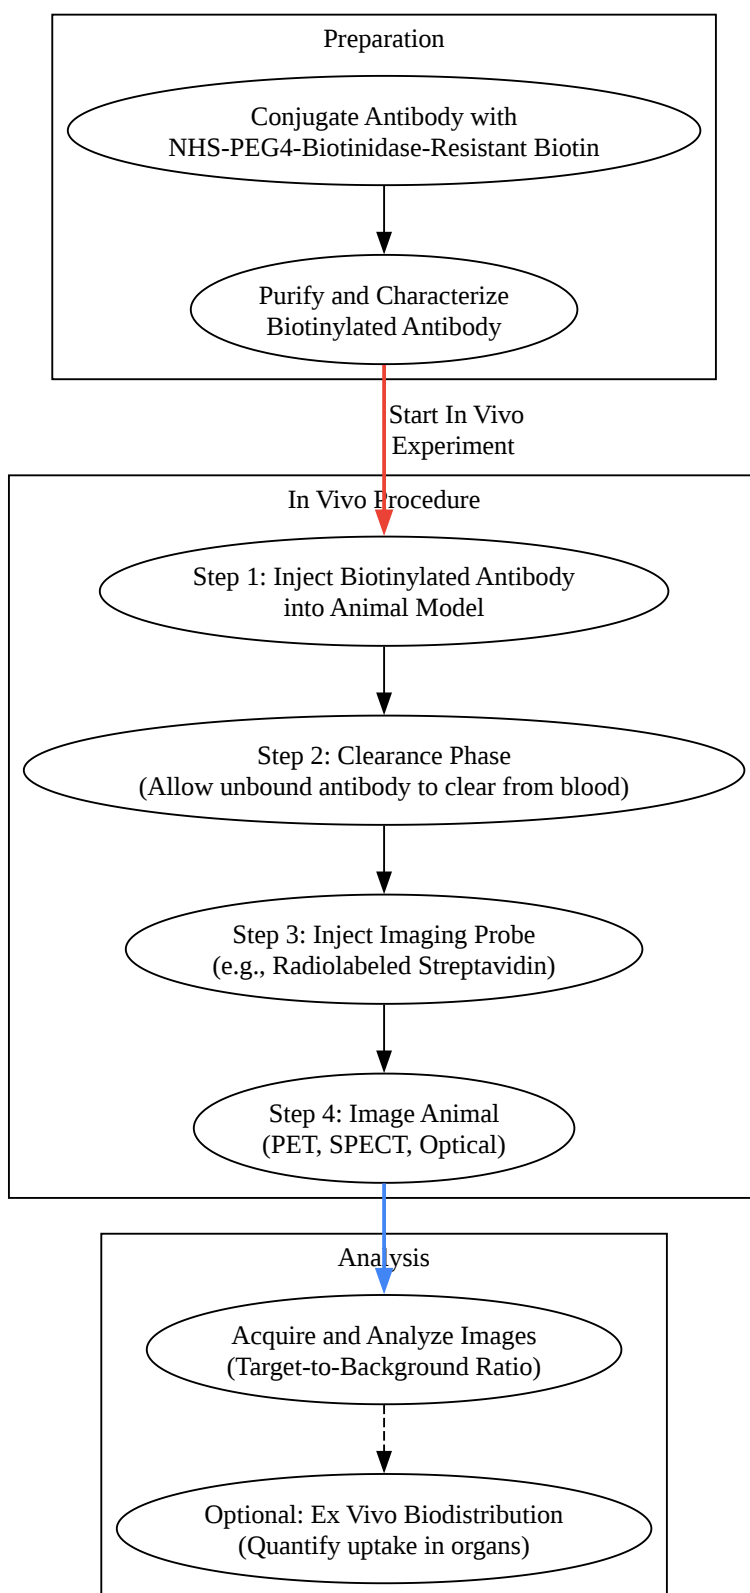 Preparation
Conjugate Antibody with
NHS-PEG4-Biotinidase-Resistant Biotin
Purify and Characterize
Biotinylated Antibody
Start In Vivo
Experiment
In Vivo Procedure
Step 1: Inject Biotinylated Antibody
into Animal Model
Step 2: Clearance Phase
(Allow unbound antibody to clear from blood)
Step 3: Inject Imaging Probe
(e.g., Radiolabeled Streptavidin)
Step 4: Image Animal
(PET, SPECT, Optical)
Analysis
Acquire and Analyze Images
(Target-to-Background Ratio)
Optional: Ex Vivo Biodistribution
(Quantify uptake in organs)